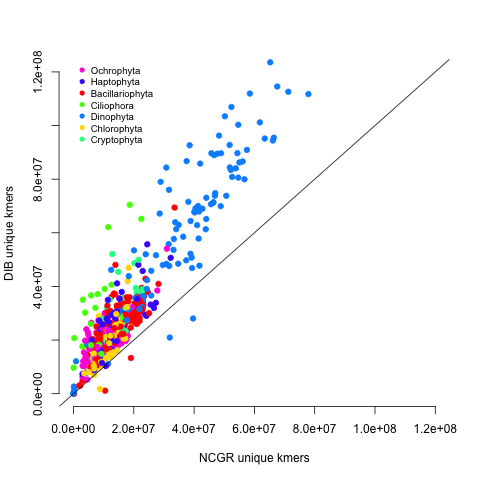 1.2e+08
8.0e+07
4.0e+07
0.0e+00
DIB unique kmers
Ochrophyta
Haptophyta
Bacillariophyta
Ciliophora
Dinophyta
Chlorophyta
Cryptophyta
0.0e+00 2.0e+07 4.0e+07 6.0e+07 8.0e+07 1.0e+08 1.2e+08
NCGR unique kmers